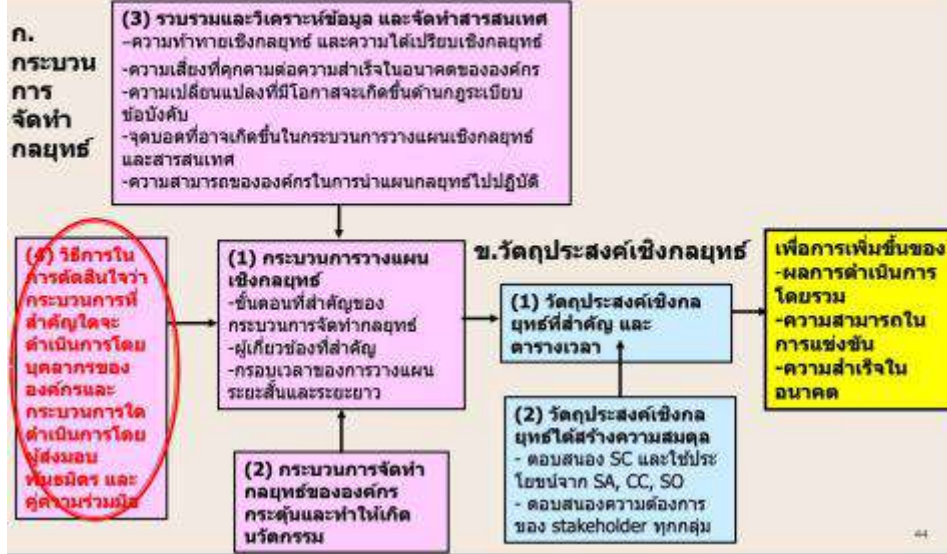 ก.
กระบวน
การ
จัดทำ
กลยุทธ์
(3) รวบรวมและวิเคราะห์ข้อมูล และจัดทำสารสนเทศ
-ความท้าทายเชิงกลยุทธ์ และความได้เปรียบเชิงกลยุทธ์
-ความเสี่ยงที่คุกคามต่อความสำเร็จในอนาคตขององค์กร
-ความเปลี่ยนแปลงที่มีโอกาสจะเกิดขึ้นด้านกฎระเบียบ
ข้อบังคับ
-จุดบอดที่อาจเกิดขึ้นในกระบวนการวางแผนเชิงกลยุทธ์
และสารสนเทศ
-ความสามารถขององค์กรในการนำแผนกลยุทธ์ไปปฏิบัติ
(4) วิธีการใน
การตัดสินใจว่า
กระบวนการที่
สำคัญใดจะ
ดำเนินการโดย
บุคลากรของ
องค์กรและ
กระบวนการใด
ดำเนินการโดย
ผู้ส่งมอบ
พันธมิตร และ
คู่ความร่วมมือ
(1) กระบวนการวางแผน
เชิงกลยุทธ์
-ขั้นตอนที่สำคัญของ
กระบวนการจัดทำกลยุทธ์
-ผู้เกี่ยวข้องที่สำคัญ
-กรอบเวลาของการวางแผน
ระยะสั้นและระยะยาว
(2) กระบวนการจัดทำ
กลยุทธ์ขององค์กร
กระตุ้นและทำให้เกิด
นวัตกรรม
ข.วัตถุประสงค์เชิงกลยุทธ์
(1) วัตถุประสงค์เชิงกล
ยุทธ์ที่สำคัญ และ
ตารางเวลา
(2) วัตถุประสงค์เชิงกล
ยุทธ์ได้สร้างความสมดุล
- ตอบสนอง SC และใช้ประ
โยชน์จาก SA, CC, SO
- ตอบสนองความต้องการ
ของ stakeholder ทุกกลุ่ม
เพื่อการเพิ่มขึ้นของ
-ผลการดำเนินการ
โดยรวม
-ความสามารถใน
การแข่งขัน
-ความสำเร็จใน
อนาคต
44